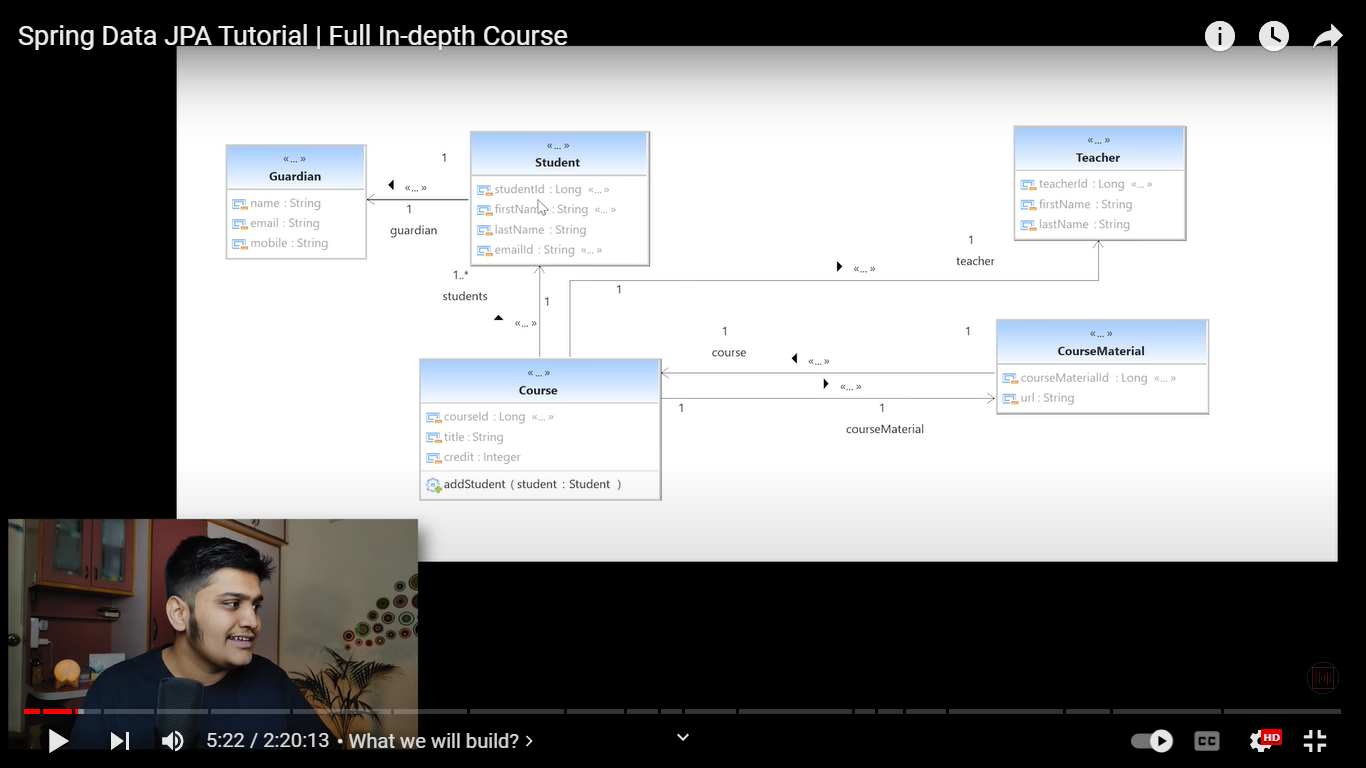 Spring Data JPA Tutorial | Full In-depth Course
«... »
Guardian
name : String
email : String
mobile : String
1
«... »
1
guardian
«... »
Student
studentId : Long «... »
firstName : String «... »
lastName : String
emailId : String «... »
«... »
Teacher
teacherId : Long «... »
firstName : String
lastName : String
1
teacher
«... »
1
1..*
students
1
«... »
1
course
«... »
1
«... »
1
1
courseMaterial
«... »
CourseMaterial
courseMaterialId : Long «... »
url : String
«... »
Course
courseId : Long «... »
title : String
credit : Integer
addStudent ( student : Student )
5:22 / 2:20:13 • What we will build? >
CC
HD